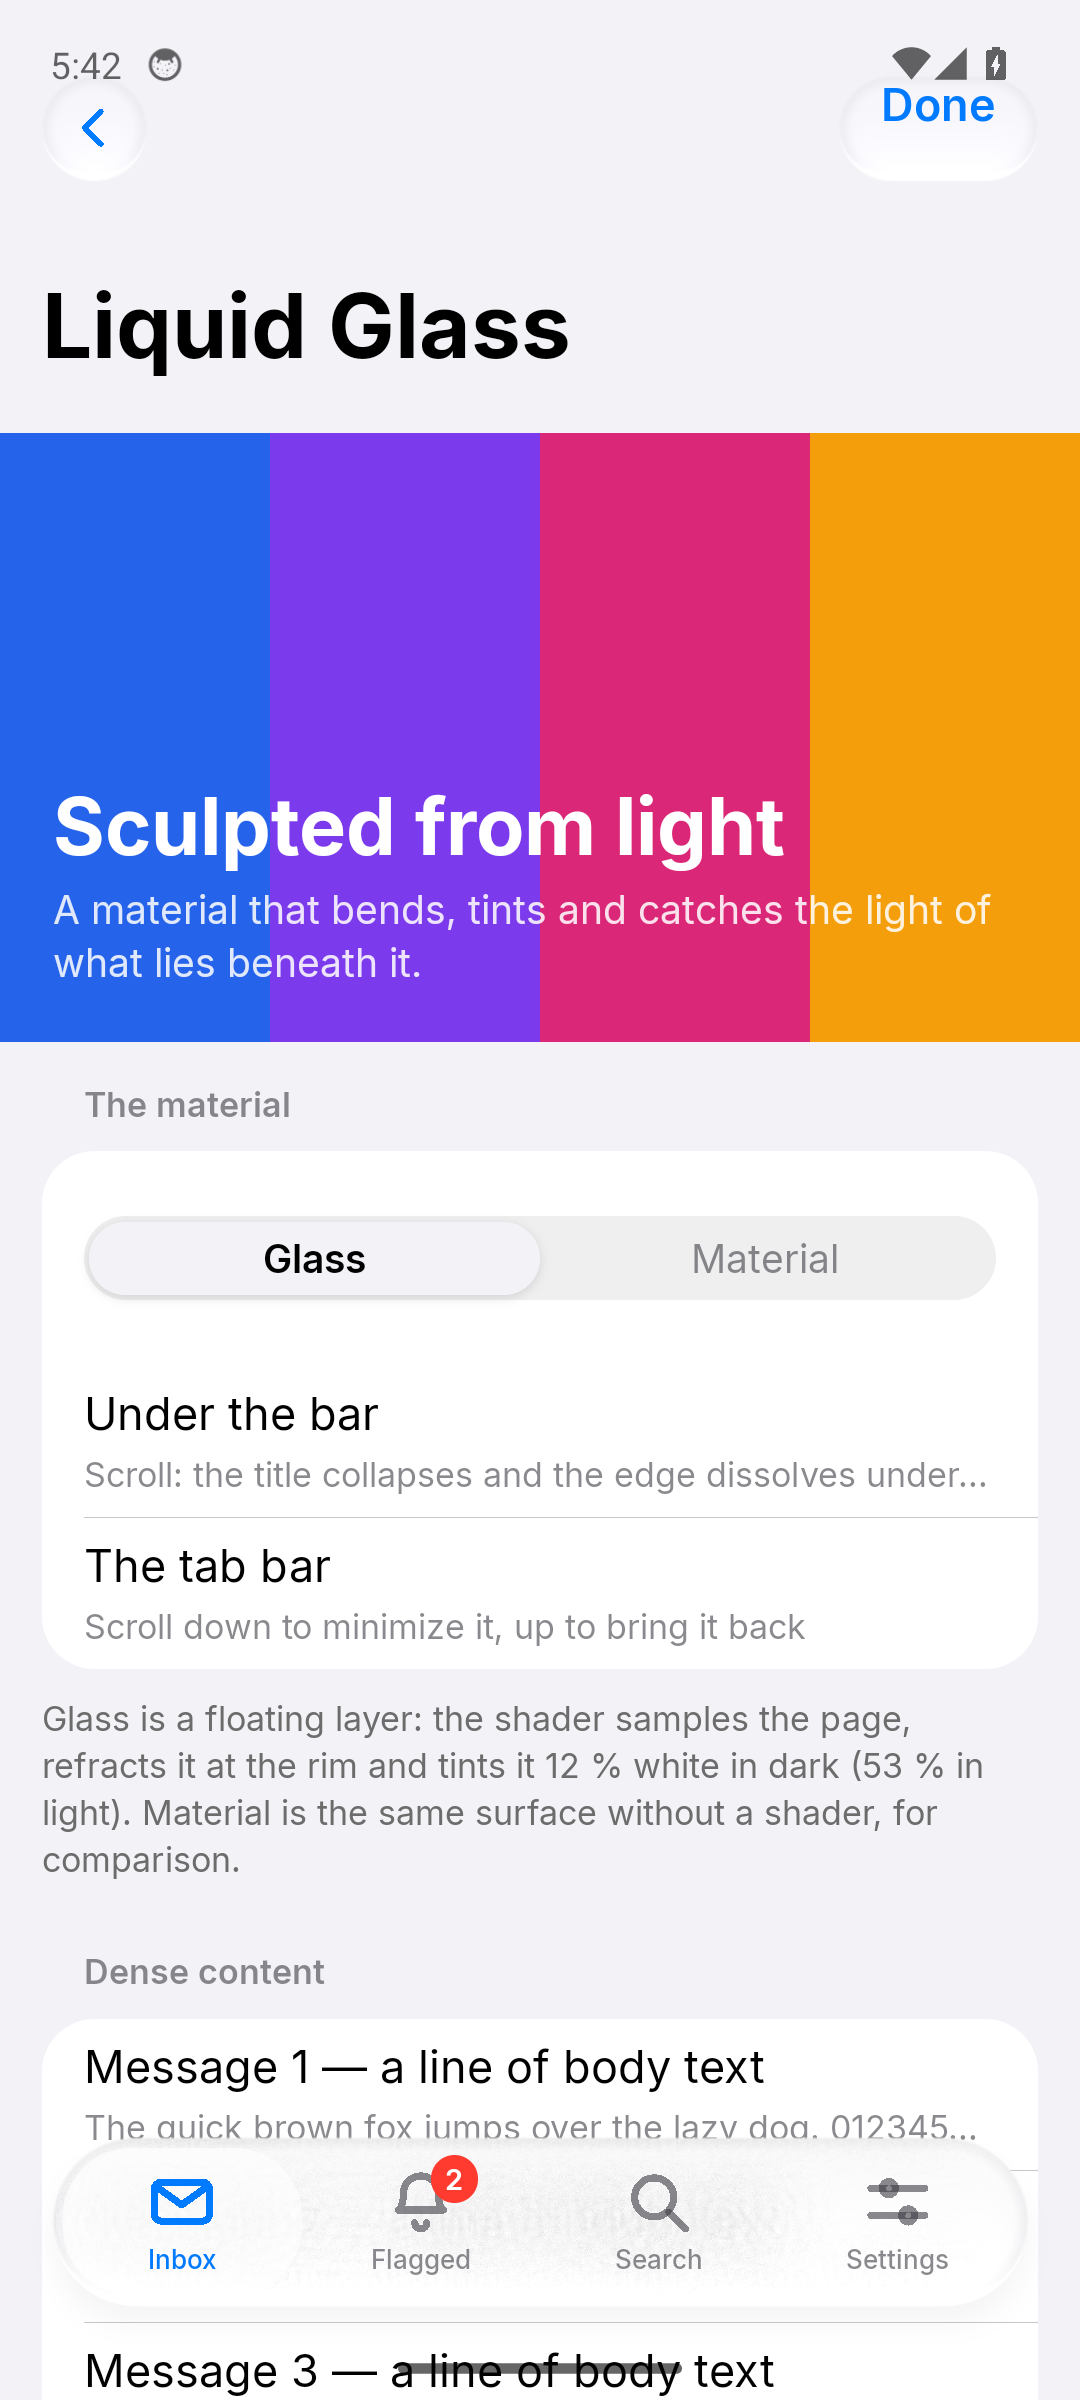 5:42
Done
Liquid Glass
Sculpted from light
A material that bends, tints and catches the light of
what lies beneath it.
The material
Glass
Material
Under the bar
Scroll: the title collapses and the edge dissolves under...
The tab bar
Scroll down to minimize it, up to bring it back
Glass is a floating layer: the shader samples the page,
refracts it at the rim and tints it 12 % white in dark (53 % in
light). Material is the same surface without a shader, for
comparison.
Dense content
Message 1 — a line of body text
The quick brown fox jumps over the lazy dog. 012345...
2
Inbox
Flagged
Search
Settings
Message 3 — a line of body text